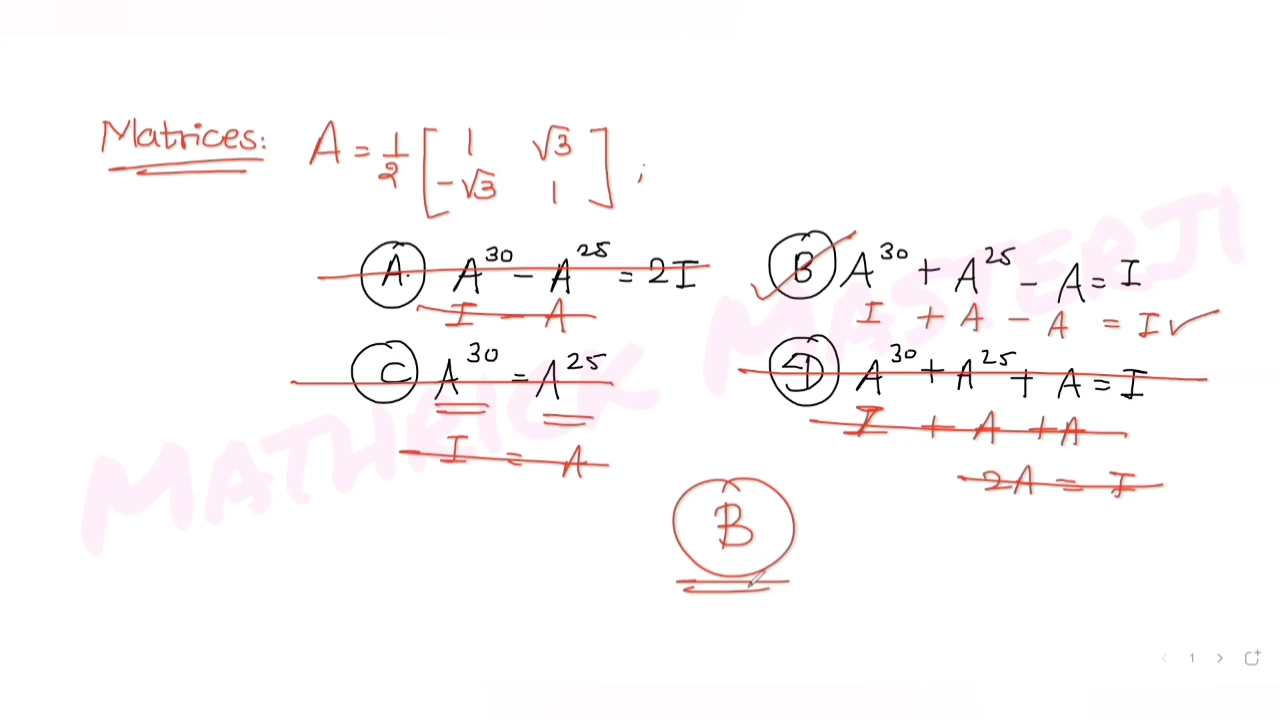 Matrices: A = 1/2 [ 1 √3
-√3 1 ] ;
A. A^30 - A^25 = 2I
I - A
B A^30 + A^25 - A = I
I + A - A = I ✓
C A^30 = A^25
I = A
D A^30 + A^25 + A = I
I + A + A
2A = I
B
MATHRICK MASTERJI
1